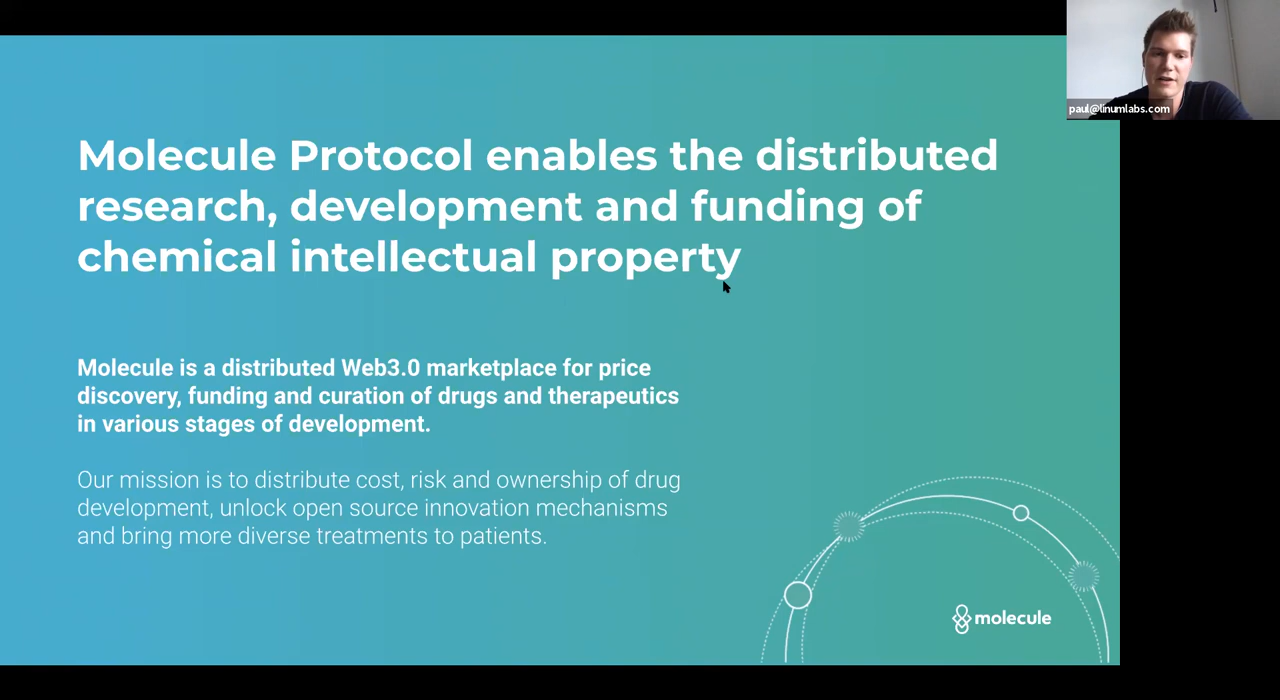 paul@linumlabs.com
Molecule Protocol enables the distributed
research, development and funding of
chemical intellectual property
Molecule is a distributed Web3.0 marketplace for price
discovery, funding and curation of drugs and therapeutics
in various stages of development.
Our mission is to distribute cost, risk and ownership of drug
development, unlock open source innovation mechanisms
and bring more diverse treatments to patients.
molecule